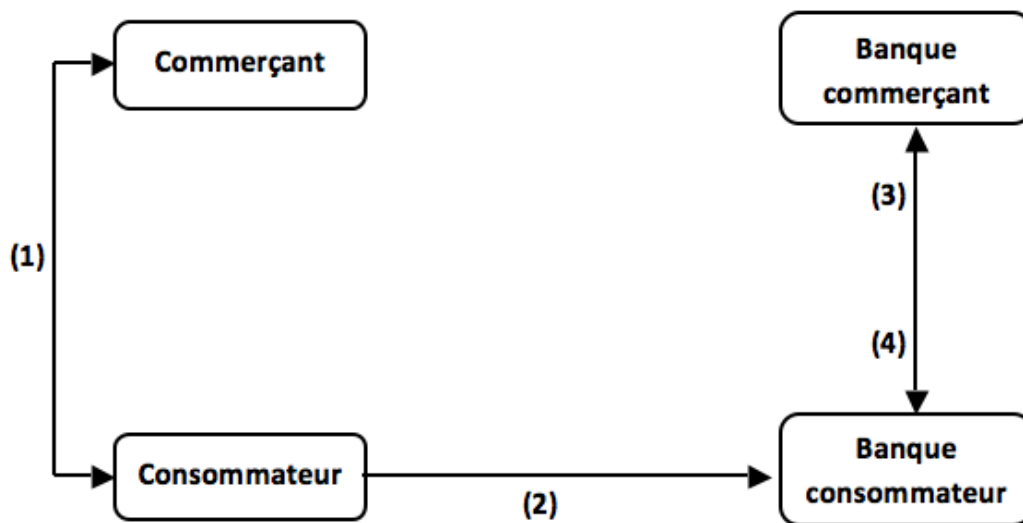 Commerçant
Banque
commerçant
(3)
(1)
(4)
Consommateur
Banque
consommateur
(2)